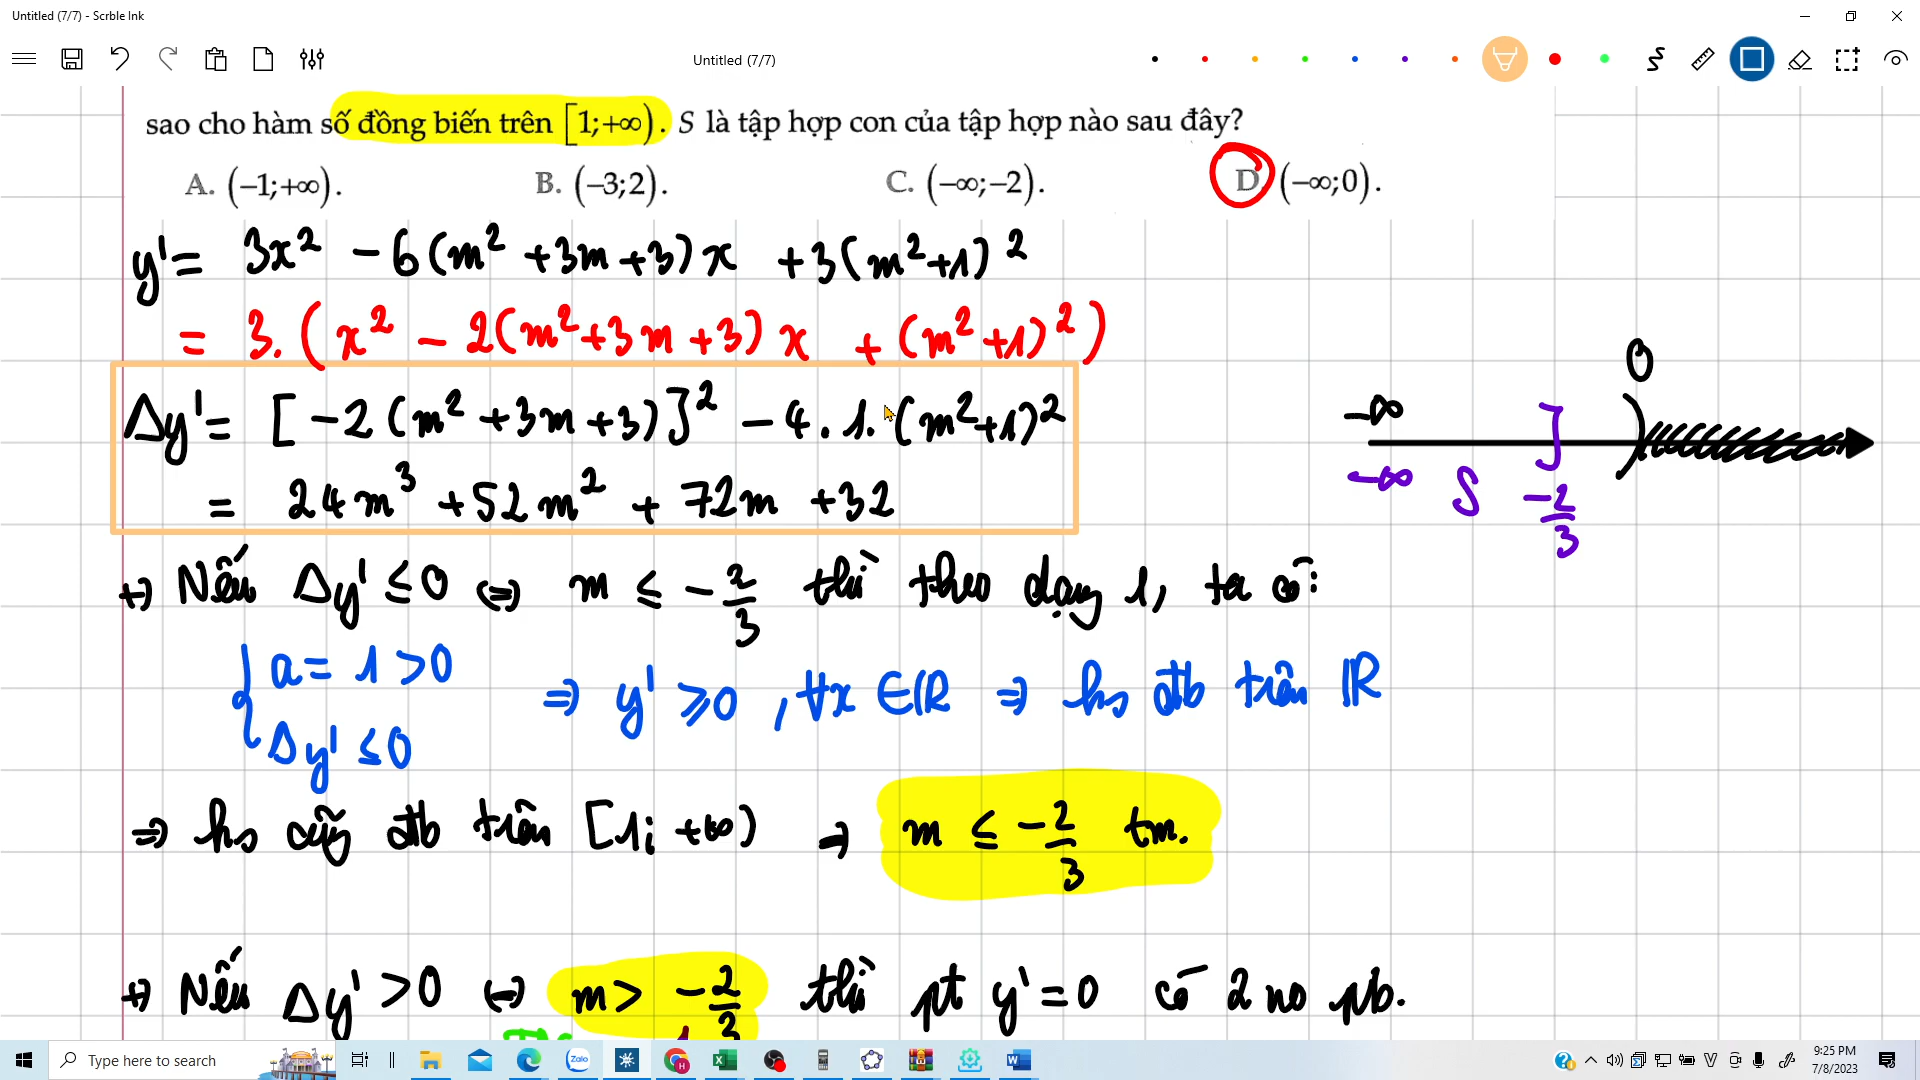 Untitled (7/7) - Scrble Ink
Untitled (7/7)
sao cho hàm số đồng biến trên [1;+∞). S là tập hợp con của tập hợp nào sau đây?
A. (−1;+∞). B. (−3;2). C. (−∞;−2). D (−∞;0).
y' = 3x² − 6(m² + 3m + 3)x + 3(m² + 1)²
= 3.(x² − 2(m² + 3m + 3)x + (m² + 1)²)
Δy' = [−2(m² + 3m + 3)]² − 4.1.(m² + 1)²
= 24m³ + 52m² + 72m + 32
0
−∞
−∞ S −2/3
+) Nếu Δy' ≤ 0 ⇔ m ≤ −2/3 thì theo dạng 1, ta có:
{ a = 1 > 0
Δy' ≤ 0
⇒ y' ≥ 0, ∀x ∈ ℝ ⇒ hs đb trên ℝ
⇒ hs cũng đb trên [1; +∞) ⇒ m ≤ −2/3 tm.
+) Nếu Δy' > 0 ⇔ m > −2/3 thì pt y' = 0 có 2 no pb.
Type here to search
Zalo
9:25 PM
7/8/2023